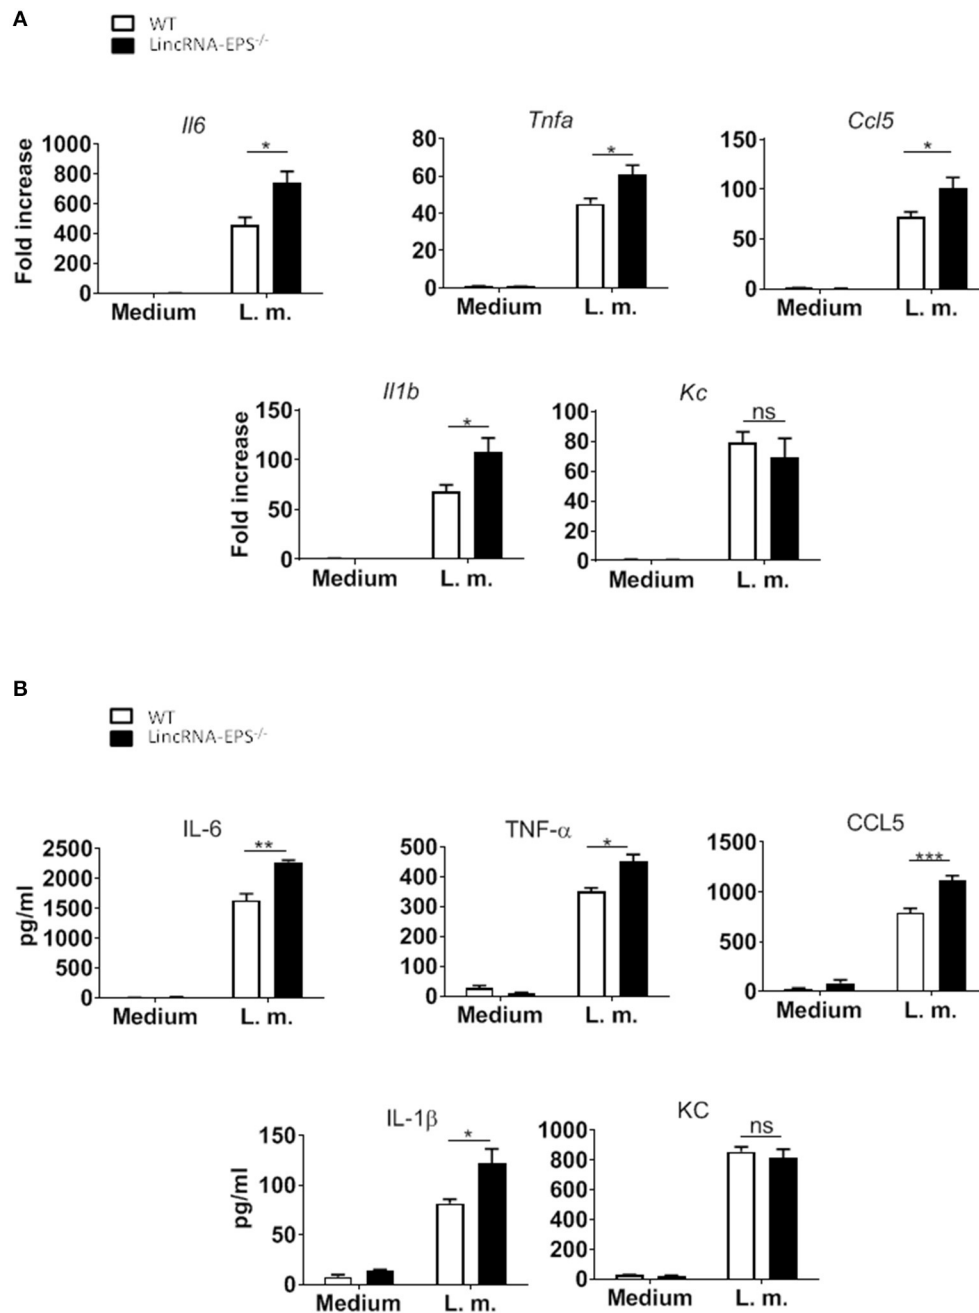 A
WT
LincRNA-EPS-/-
Il6
Tnfa
Ccl5
Fold increase
1000
800
600
400
200
0
*
Medium
L. m.
80
60
40
20
0
*
Medium
L. m.
150
100
50
0
*
Medium
L. m.
Il1b
Kc
Fold increase
150
100
50
0
*
Medium
L. m.
100
80
60
40
20
0
ns
Medium
L. m.
B
WT
LincRNA-EPS-/-
IL-6
TNF-α
CCL5
pg/ml
2500
2000
1500
1000
500
0
**
Medium
L. m.
500
400
300
200
100
0
*
Medium
L. m.
1500
1000
500
0
***
Medium
L. m.
IL-1β
KC
pg/ml
150
100
50
0
*
Medium
L. m.
1000
800
600
400
200
0
ns
Medium
L. m.